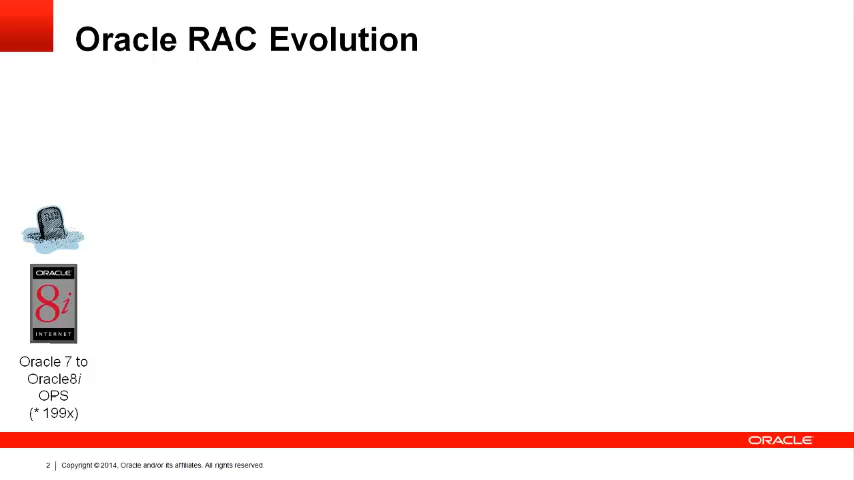 Oracle RAC Evolution
RIP
ORACLE
8i
INTERNET
Oracle 7 to
Oracle8i
OPS
(* 199x)
ORACLE
2 | Copyright © 2014, Oracle and/or its affiliates. All rights reserved.